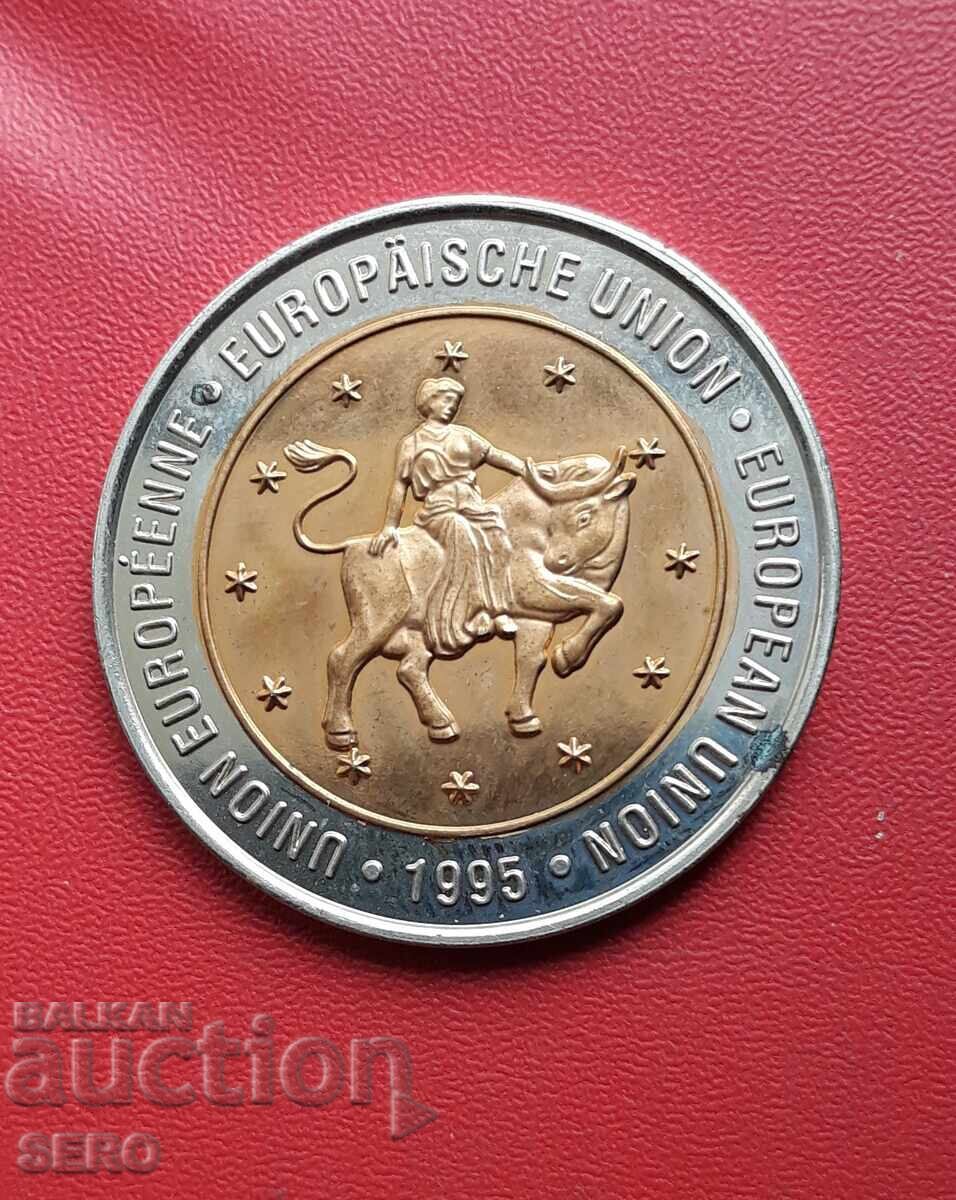 EUROPÄISCHE UNION • EUROPEAN UNION • 1995 • UNION EUROPÉENNE •
BALKAN
auction
SERO